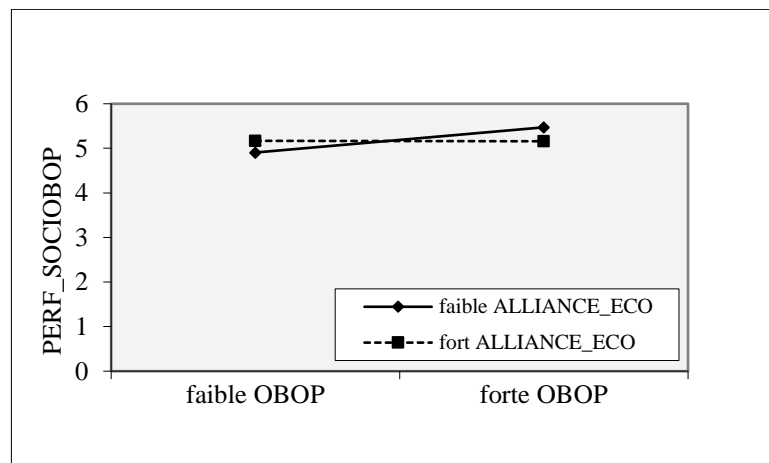 PERF_SOCIOBOP
6
5
4
3
2
1
0
faible ALLIANCE_ECO
fort ALLIANCE_ECO
faible OBOP
forte OBOP